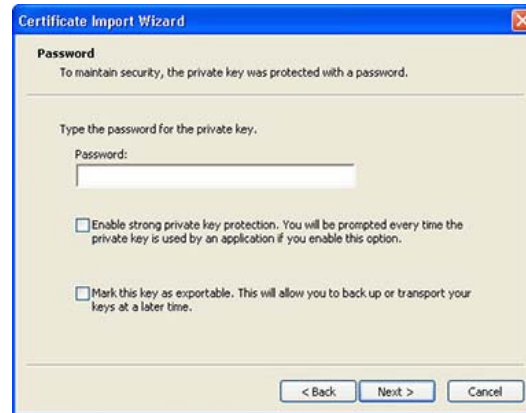 Certificate Import Wizard
Password
To maintain security, the private key was protected with a password.
Type the password for the private key.
Password:
Enable strong private key protection. You will be prompted every time the
private key is used by an application if you enable this option.
Mark this key as exportable. This will allow you to back up or transport your
keys at a later time.
< Back
Next >
Cancel